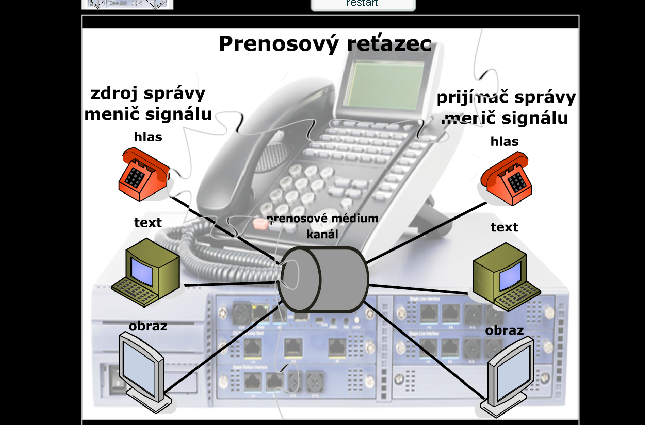 restart
Prenosový reťazec
zdroj správy
menič signálu
hlas
text
obraz
prenosové médium
kanál
prijímač správy
menič signálu
hlas
text
obraz